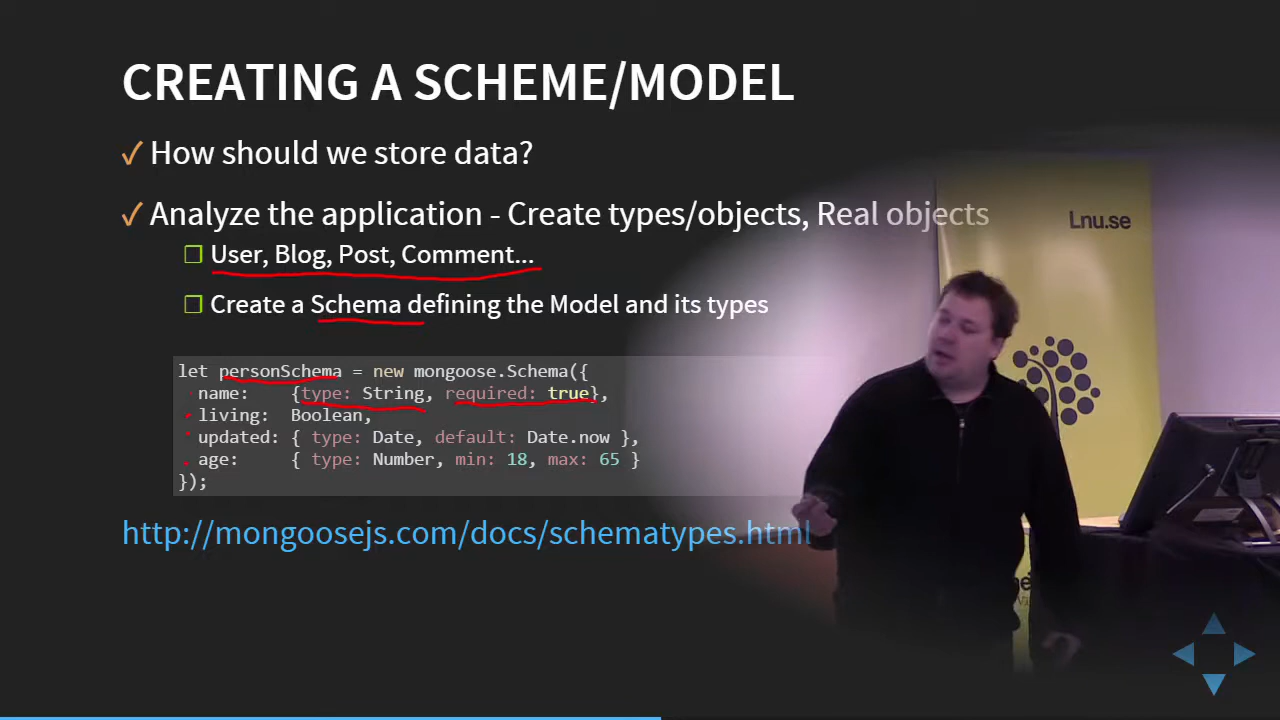 CREATING A SCHEME/MODEL
✓ How should we store data?
✓ Analyze the application - Create types/objects, Real objects
❐ User, Blog, Post, Comment...
❐ Create a Schema defining the Model and its types
let personSchema = new mongoose.Schema({
name: {type: String, required: true},
living: Boolean,
updated: { type: Date, default: Date.now },
age: { type: Number, min: 18, max: 65 }
});
http://mongoosejs.com/docs/schematypes.html
Lnu.se